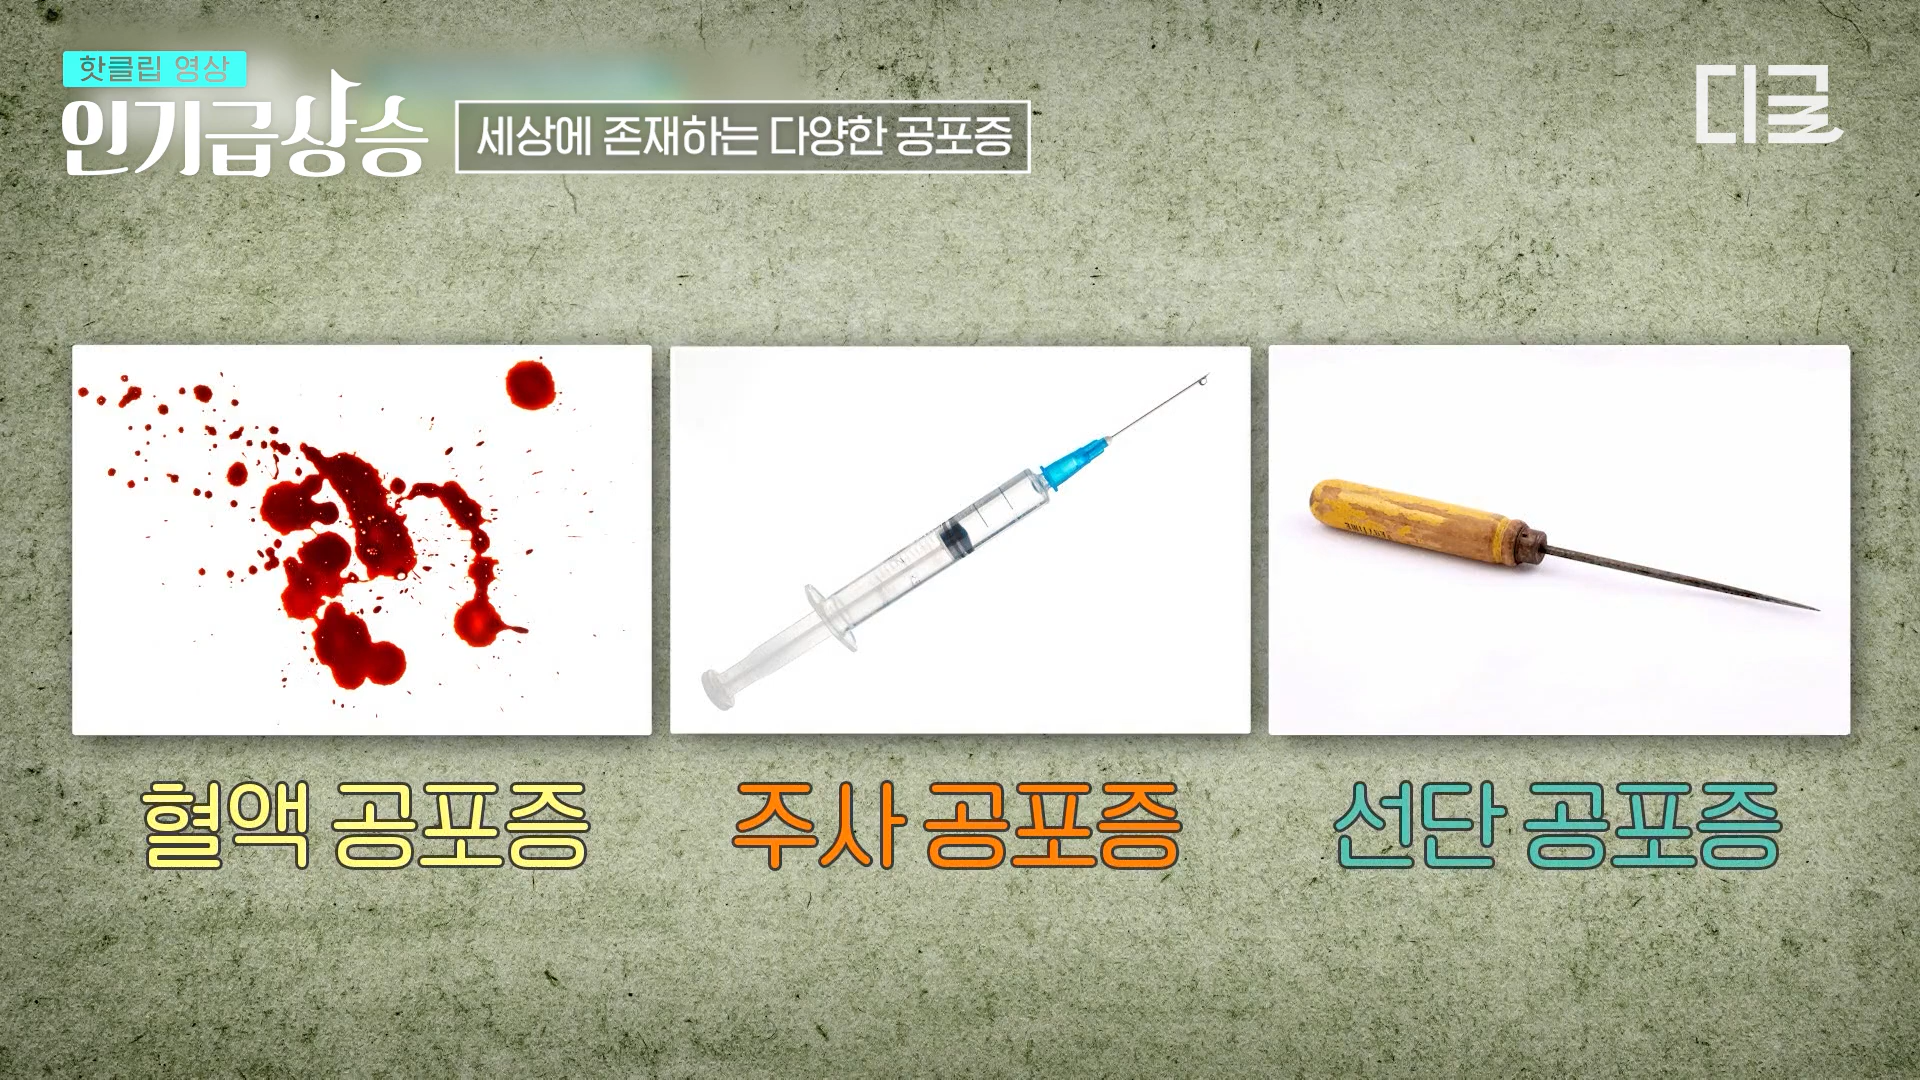 핫클립 영상
인기급상승
세상에 존재하는 다양한 공포증
디글
혈액 공포증
주사 공포증
선단 공포증